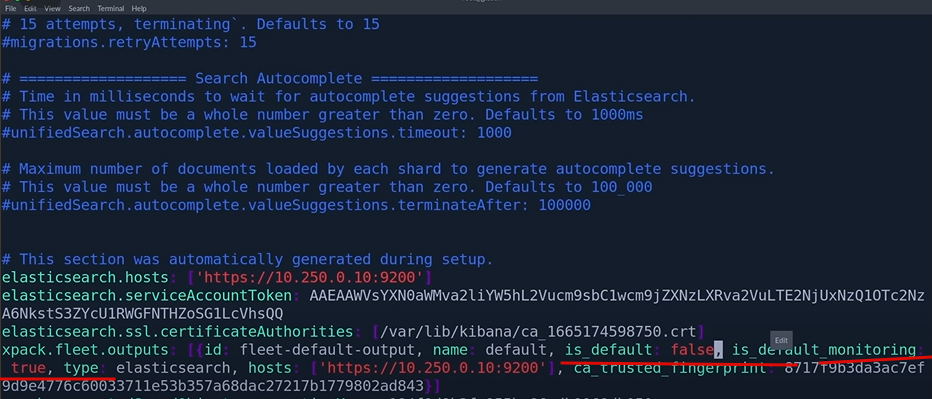 File Edit View Search Terminal Help
# 15 attempts, terminating`. Defaults to 15
#migrations.retryAttempts: 15
# =================== Search Autocomplete ===================
# Time in milliseconds to wait for autocomplete suggestions from Elasticsearch.
# This value must be a whole number greater than zero. Defaults to 1000ms
#unifiedSearch.autocomplete.valueSuggestions.timeout: 1000
# Maximum number of documents loaded by each shard to generate autocomplete suggestions.
# This value must be a whole number greater than zero. Defaults to 100_000
#unifiedSearch.autocomplete.valueSuggestions.terminateAfter: 100000
# This section was automatically generated during setup.
elasticsearch.hosts: ['https://10.250.0.10:9200']
elasticsearch.serviceAccountToken: AAEAAWVsYXN0aWMva2liYW5hL2Vucm9sbC1wcm9jZXNzLXRva2VuLTE2NjUxNzQ1OTc2Nz
A6NkstS3ZYcU1RWGFNTHZoSG1LcVhsQQ
elasticsearch.ssl.certificateAuthorities: [/var/lib/kibana/ca_1665174598750.crt]
xpack.fleet.outputs: [{id: fleet-default-output, name: default, is_default: false, is_default_monitoring:
true, type: elasticsearch, hosts: ['https://10.250.0.10:9200'], ca_trusted_fingerprint: 8717f9b3da3ac7ef
9d9e4776c60033711e53b357a68dac27217b1779802ad843}]
Edit